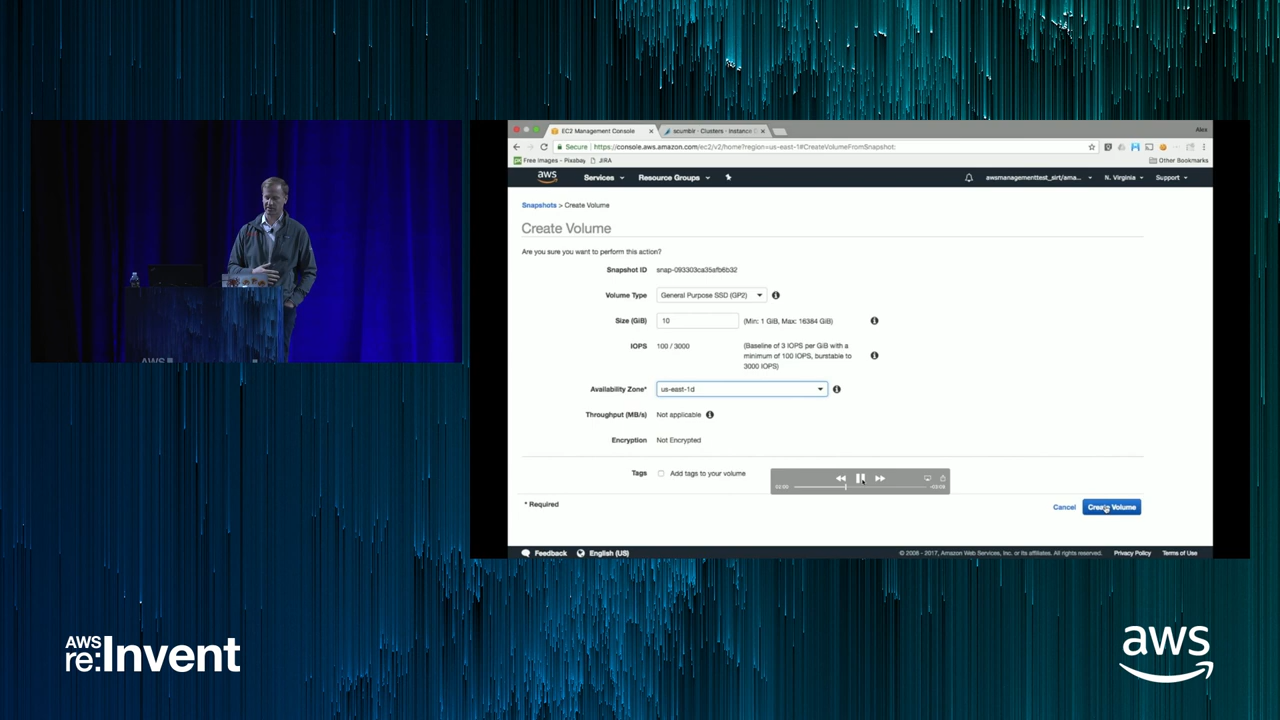 EC2 Management Console
scumblr - Clusters - Instance
Alex
Secure
https://console.aws.amazon.com/ec2/v2/home?region=us-east-1#CreateVolumeFromSnapshot:
Free Images - Pixabay
JIRA
Other Bookmarks
aws
Services
Resource Groups
awsmanagementtest_sirt/ama...
N. Virginia
Support
Snapshots > Create Volume
Create Volume
Are you sure you want to perform this action?
Snapshot ID snap-093303ca35afb6b32
Volume Type General Purpose SSD (GP2)
Size (GiB) 10 (Min: 1 GiB, Max: 16384 GiB)
IOPS 100 / 3000 (Baseline of 3 IOPS per GiB with a
minimum of 100 IOPS, burstable to
3000 IOPS)
Availability Zone* us-east-1d
Throughput (MB/s) Not applicable
Encryption Not Encrypted
Tags Add tags to your volume
02:00
* Required
Cancel Create Volume
Feedback English (US) © 2008 - 2017, Amazon Web Services, Inc. or its affiliates. All rights reserved. Privacy Policy Terms of Use
AWS
AWS
re:Invent
aws